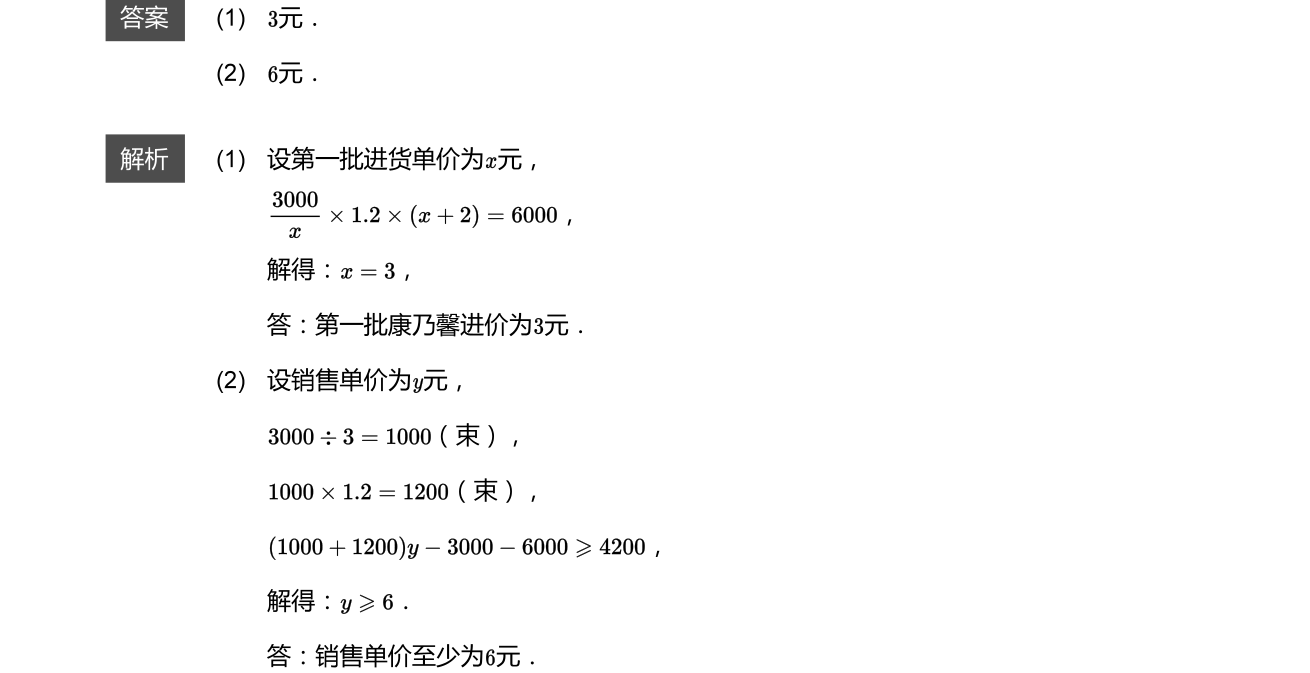 答案 (1) 3元．
(2) 6元．
解析 (1) 设第一批进货单价为x元，
3000/x × 1.2 × (x + 2) = 6000，
解得：x = 3，
答：第一批康乃馨进价为3元．
(2) 设销售单价为y元，
3000 ÷ 3 = 1000（束），
1000 × 1.2 = 1200（束），
(1000 + 1200)y − 3000 − 6000 ⩾ 4200，
解得：y ⩾ 6．
答：销售单价至少为6元．